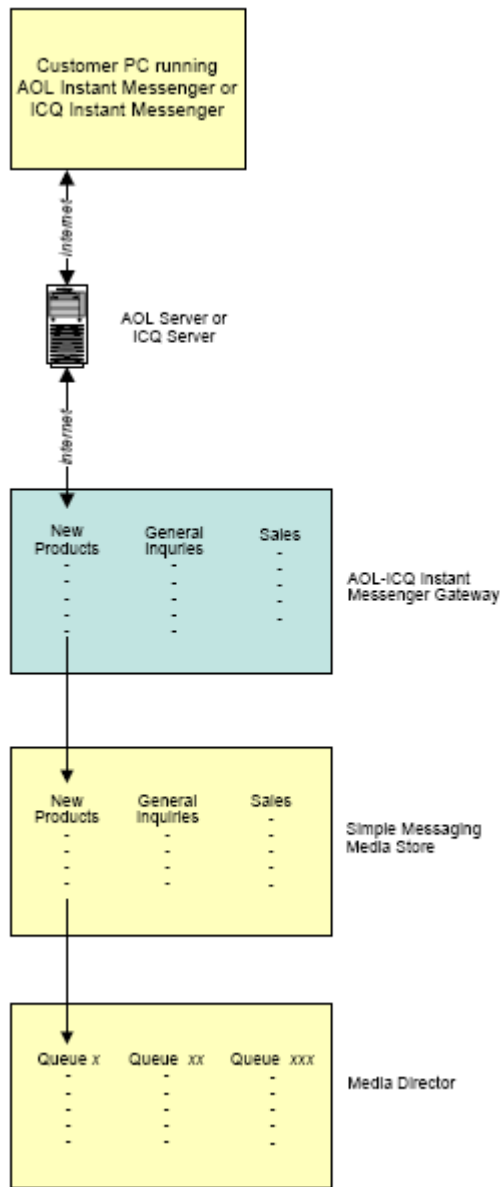 Customer PC running
AOL Instant Messenger or
ICQ Instant Messenger
Internet
AOL Server or
ICQ Server
Internet
New
Products
General
Inquries
Sales
AOL-ICQ Instant
Messenger Gateway
New
Products
General
Inquiries
Sales
Simple Messaging
Media Store
Queue x
Queue xx
Queue xxx
Media Director